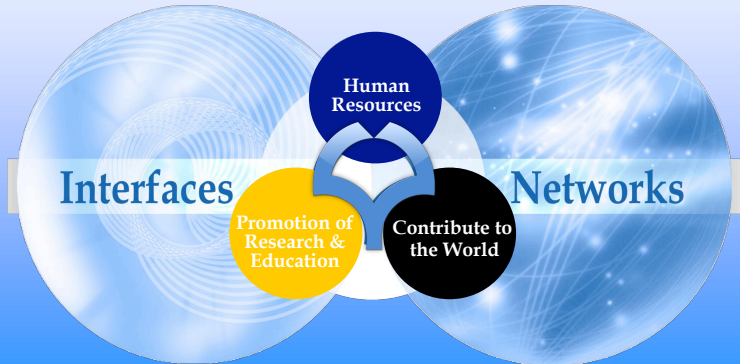 Human
Resources
Interfaces
Networks
Promotion of
Research &
Education
Contribute to
the World